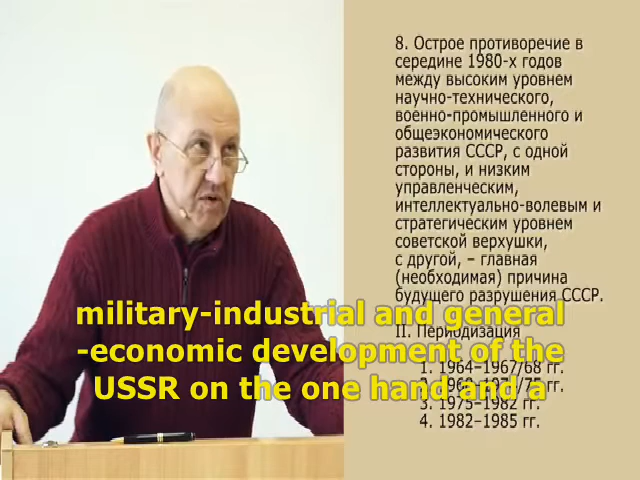 8. Острое противоречие в
середине 1980-х годов
между высоким уровнем
научно-технического,
военно-промышленного и
общеэкономического
развития СССР, с одной
стороны, и низким
управленческим,
интеллектуально-волевым и
стратегическим уровнем
советской верхушки,
с другой, – главная
(необходимая) причина
будущего разрушения СССР.
II. Периодизация
1. 1964–1967/68 гг.
3. 1975–1982 гг.
4. 1982–1985 гг.
military-industrial and general
-economic development of the
USSR on the one hand and a